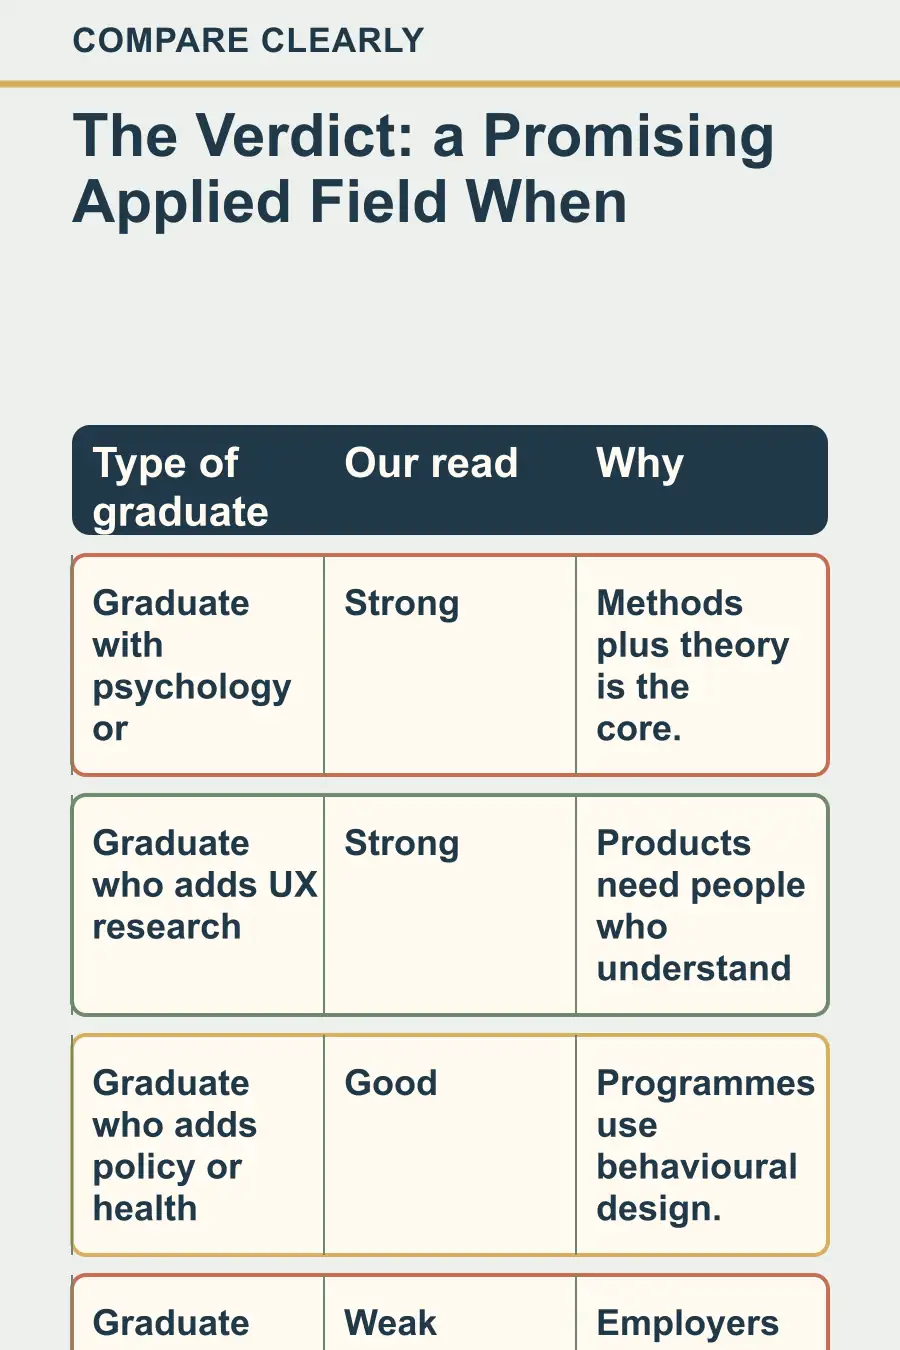 COMPARE CLEARLY
The Verdict: a Promising
Applied Field When
Type of
graduate
Our read
Why
Graduate
with
psychology
or
Strong
Methods
plus theory
is the
core.
Graduate
who adds UX
research
Strong
Products
need people
who
understand
Graduate
who adds
policy or
health
Good
Programmes
use
behavioural
design.
Graduate
Weak
Employers